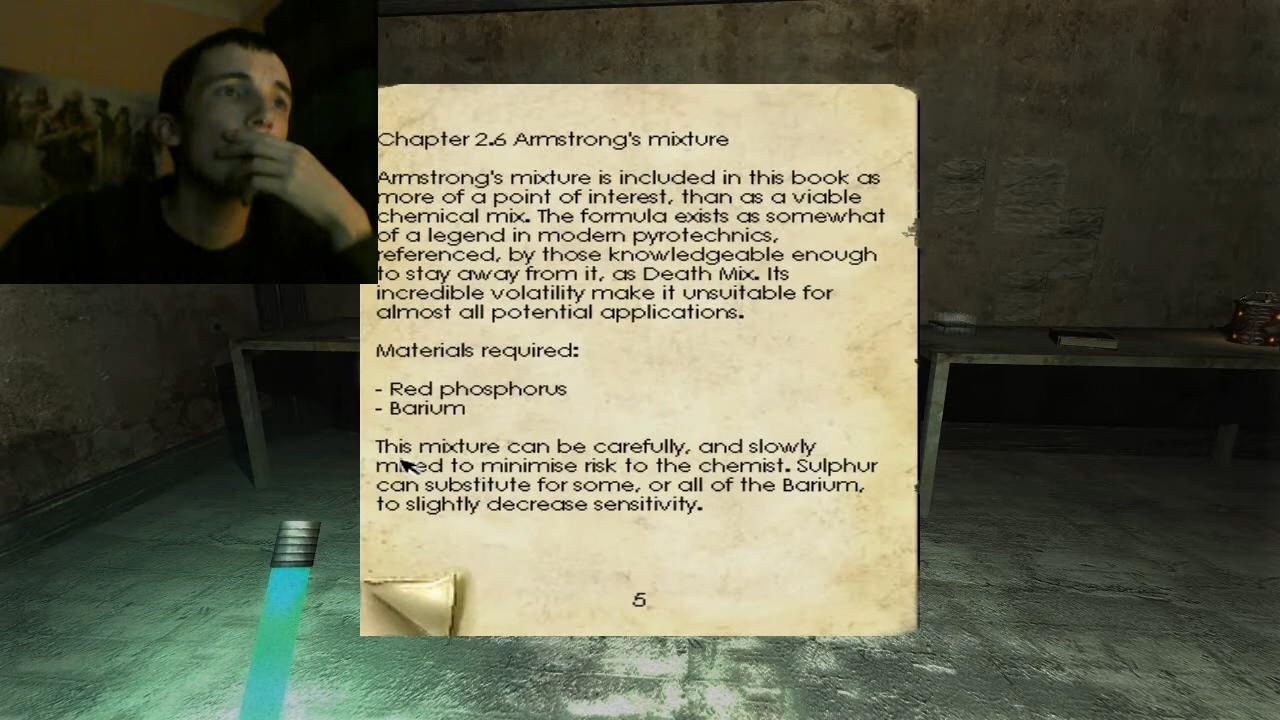 Chapter 2.6 Armstrong's mixture
Armstrong's mixture is included in this book as
more of a point of interest, than as a viable
chemical mix. The formula exists as somewhat
of a legend in modern pyrotechnics,
referenced, by those knowledgeable enough
to stay away from it, as Death Mix. Its
incredible volatility make it unsuitable for
almost all potential applications.
Materials required:
- Red phosphorus
- Barium
This mixture can be carefully, and slowly
mixed to minimise risk to the chemist. Sulphur
can substitute for some, or all of the Barium,
to slightly decrease sensitivity.
5